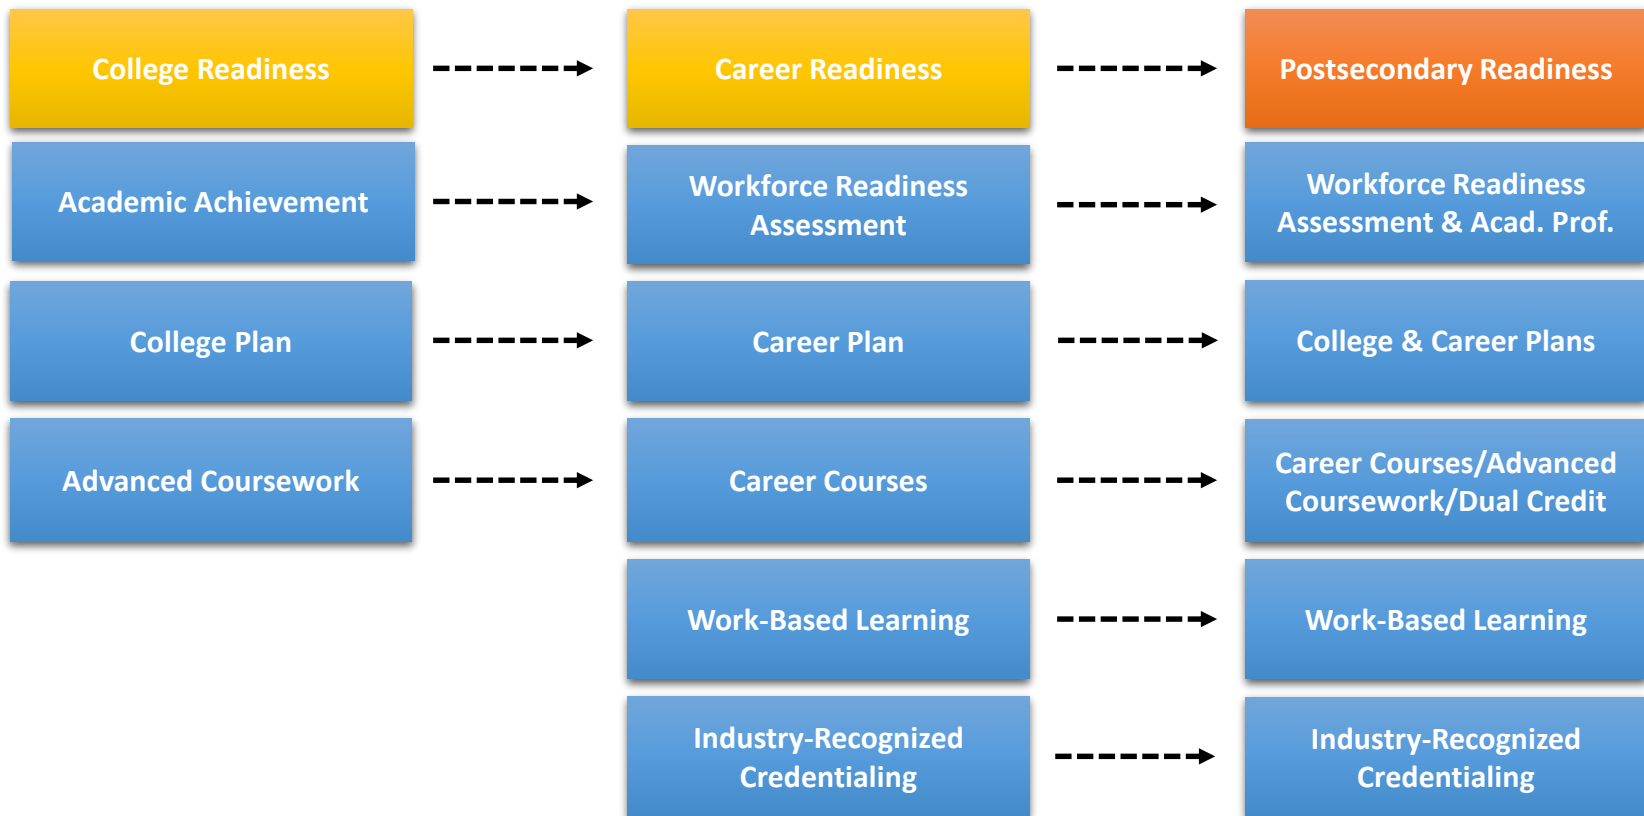 College Readiness
Career Readiness
Postsecondary Readiness
Academic Achievement
Workforce Readiness
Assessment
Workforce Readiness
Assessment & Acad. Prof.
College Plan
Career Plan
College & Career Plans
Advanced Coursework
Career Courses
Career Courses/Advanced
Coursework/Dual Credit
Work-Based Learning
Work-Based Learning
Industry-Recognized
Credentialing
Industry-Recognized
Credentialing